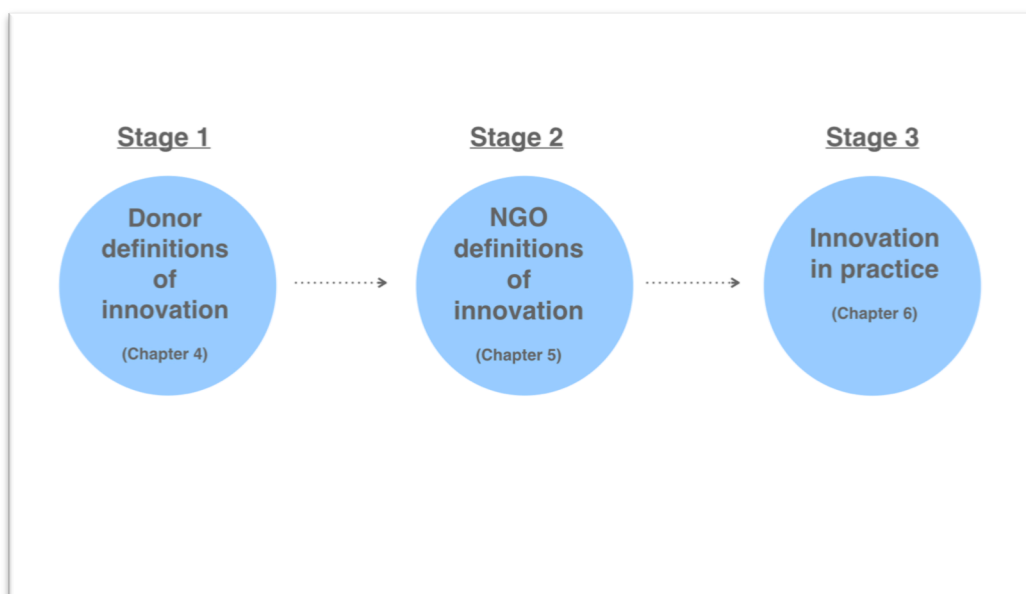 Stage 1
Donor
definitions
of
innovation
(Chapter 4)
Stage 2
NGO
definitions
of
innovation
(Chapter 5)
Stage 3
Innovation
in practice
(Chapter 6)